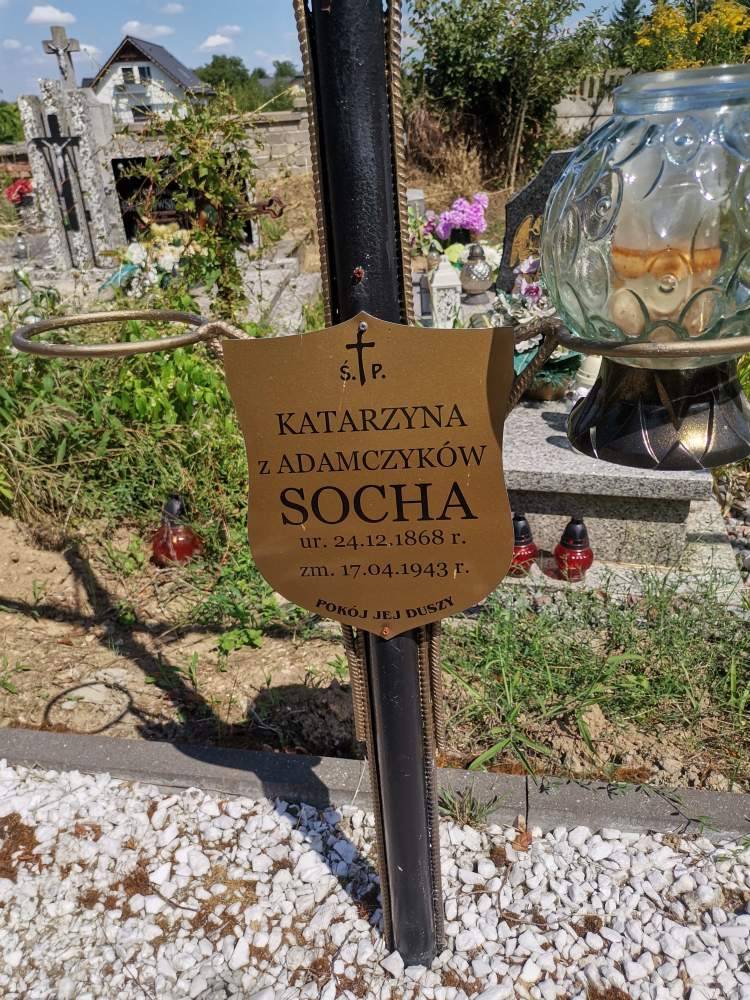 Ś. P.
KATARZYNA
z ADAMCZYKÓW
SOCHA
ur. 24.12.1868 r.
zm. 17.04.1943 r.
POKÓJ JEJ DUSZY